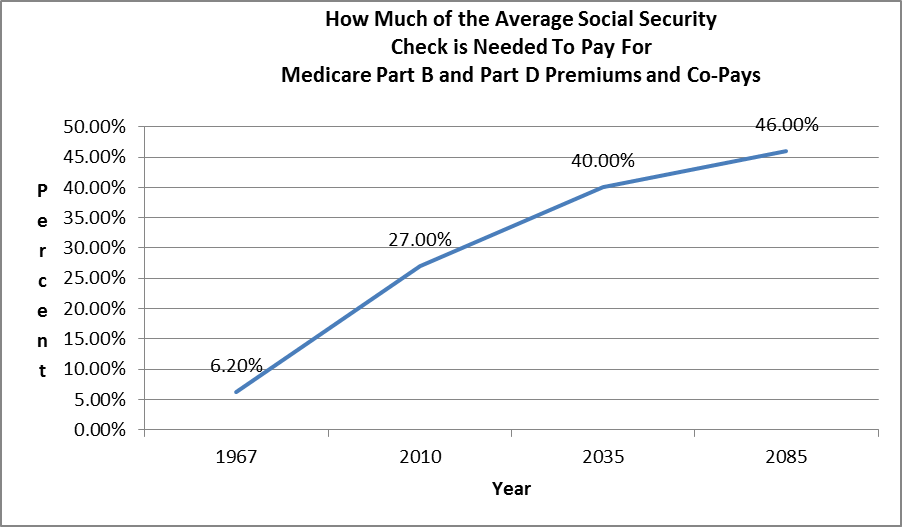 How Much of the Average Social Security
Check is Needed To Pay For
Medicare Part B and Part D Premiums and Co-Pays
50.00%
45.00%
40.00%
35.00%
30.00%
25.00%
20.00%
15.00%
10.00%
5.00%
0.00%
Percent
6.20%
27.00%
40.00%
46.00%
1967 2010 2035 2085
Year